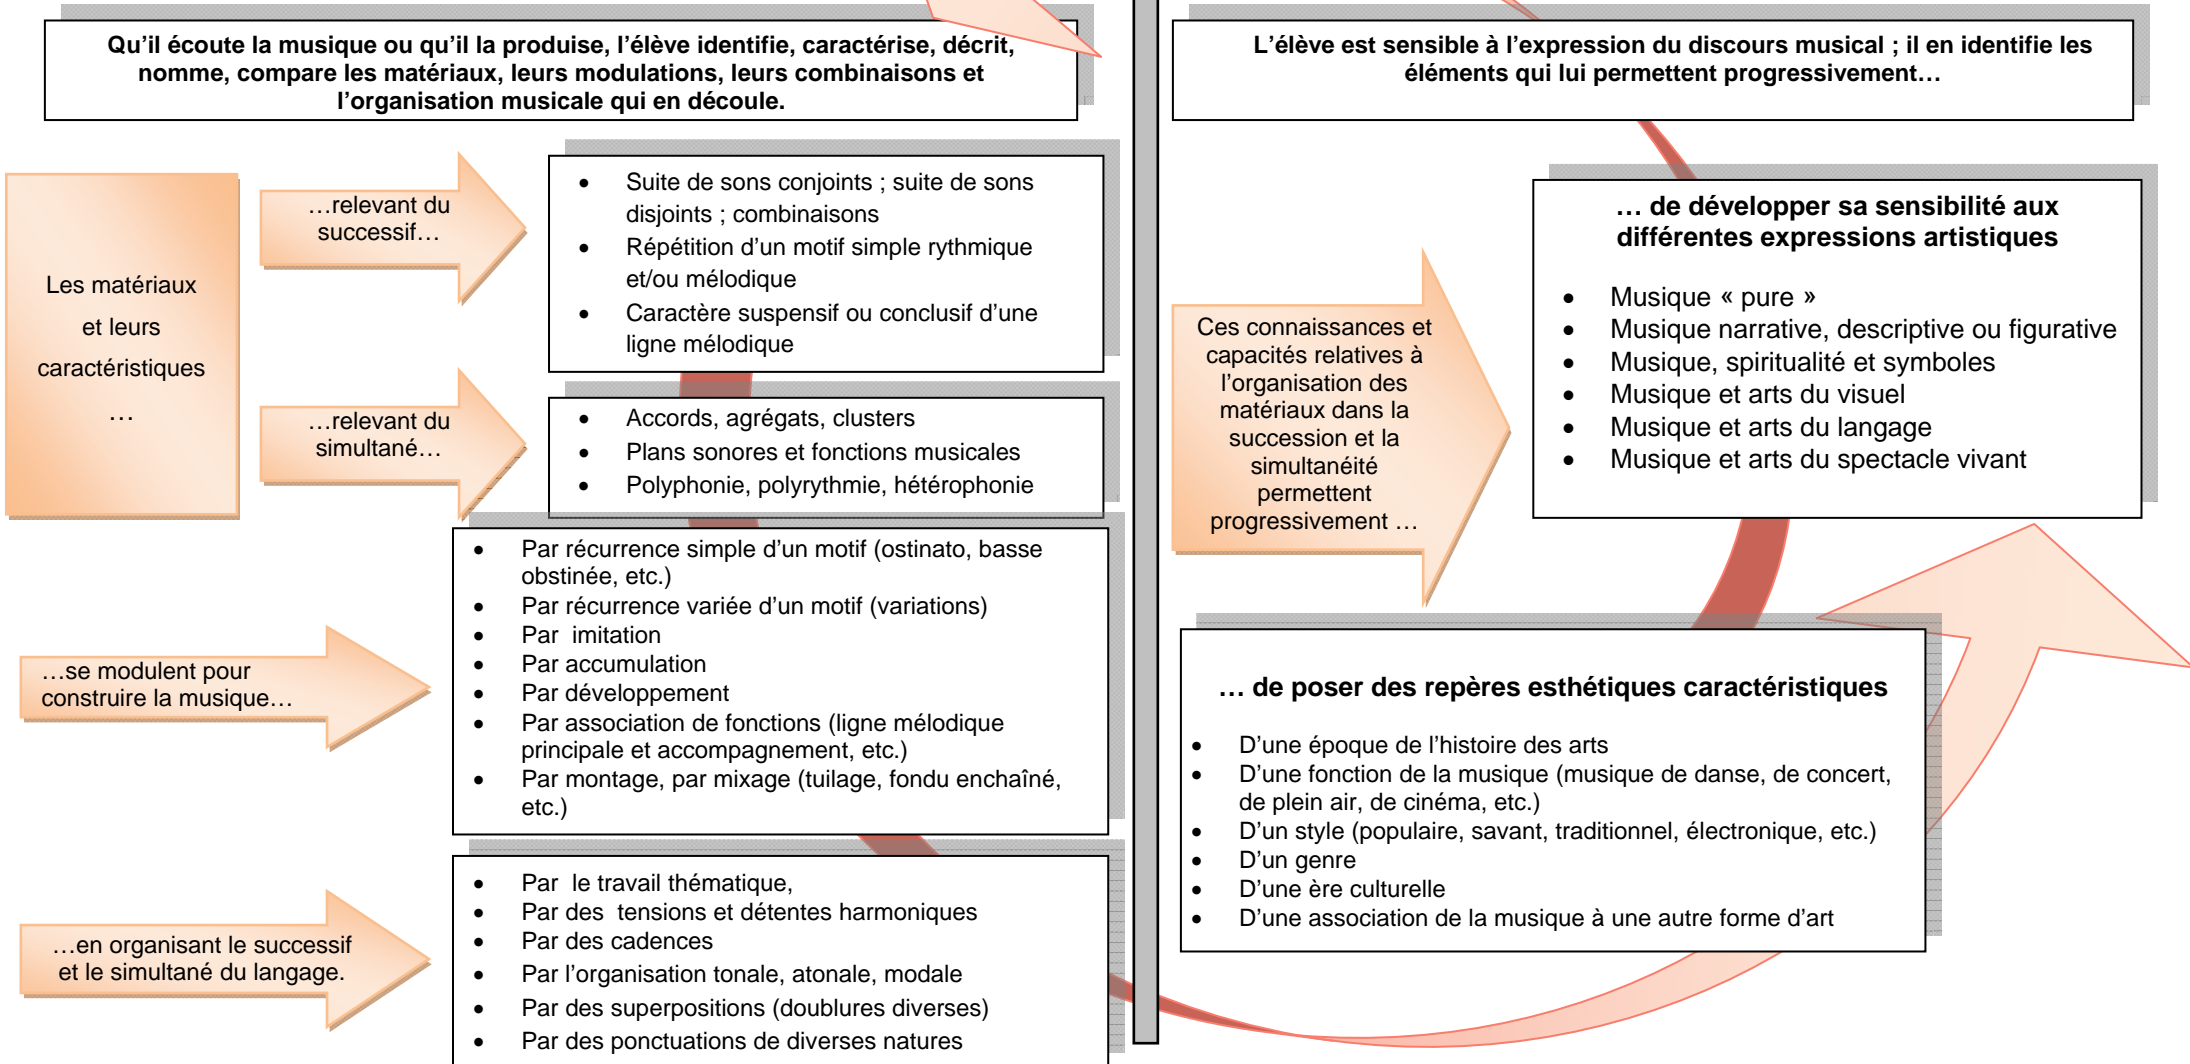 Qu’il écoute la musique ou qu’il la produise, l’élève identifie, caractérise, décrit,
nomme, compare les matériaux, leurs modulations, leurs combinaisons et
l’organisation musicale qui en découle.
Les matériaux
et leurs
caractéristiques
…
…relevant du
successif…
• Suite de sons conjoints ; suite de sons
disjoints ; combinaisons
• Répétition d’un motif simple rythmique
et/ou mélodique
• Caractère suspensif ou conclusif d’une
ligne mélodique
…relevant du
simultané…
• Accords, agrégats, clusters
• Plans sonores et fonctions musicales
• Polyphonie, polyrythmie, hétérophonie
…se modulent pour
construire la musique…
• Par récurrence simple d’un motif (ostinato, basse
obstinée, etc.)
• Par récurrence variée d’un motif (variations)
• Par  imitation
• Par accumulation
• Par développement
• Par association de fonctions (ligne mélodique
principale et accompagnement, etc.)
• Par montage, par mixage (tuilage, fondu enchaîné,
etc.)
…en organisant le successif
et le simultané du langage.
• Par  le travail thématique,
• Par des  tensions et détentes harmoniques
• Par des cadences
• Par l’organisation tonale, atonale, modale
• Par des superpositions (doublures diverses)
• Par des ponctuations de diverses natures
L’élève est sensible à l’expression du discours musical ; il en identifie les
éléments qui lui permettent progressivement…
Ces connaissances et
capacités relatives à
l’organisation des
matériaux dans la
succession et la
simultanéité
permettent
progressivement …
… de développer sa sensibilité aux
différentes expressions artistiques
• Musique « pure »
• Musique narrative, descriptive ou figurative
• Musique, spiritualité et symboles
• Musique et arts du visuel
• Musique et arts du langage
• Musique et arts du spectacle vivant
… de poser des repères esthétiques caractéristiques
• D’une époque de l’histoire des arts
• D’une fonction de la musique (musique de danse, de concert,
de plein air, de cinéma, etc.)
• D’un style (populaire, savant, traditionnel, électronique, etc.)
• D’un genre
• D’une ère culturelle
• D’une association de la musique à une autre forme d’art